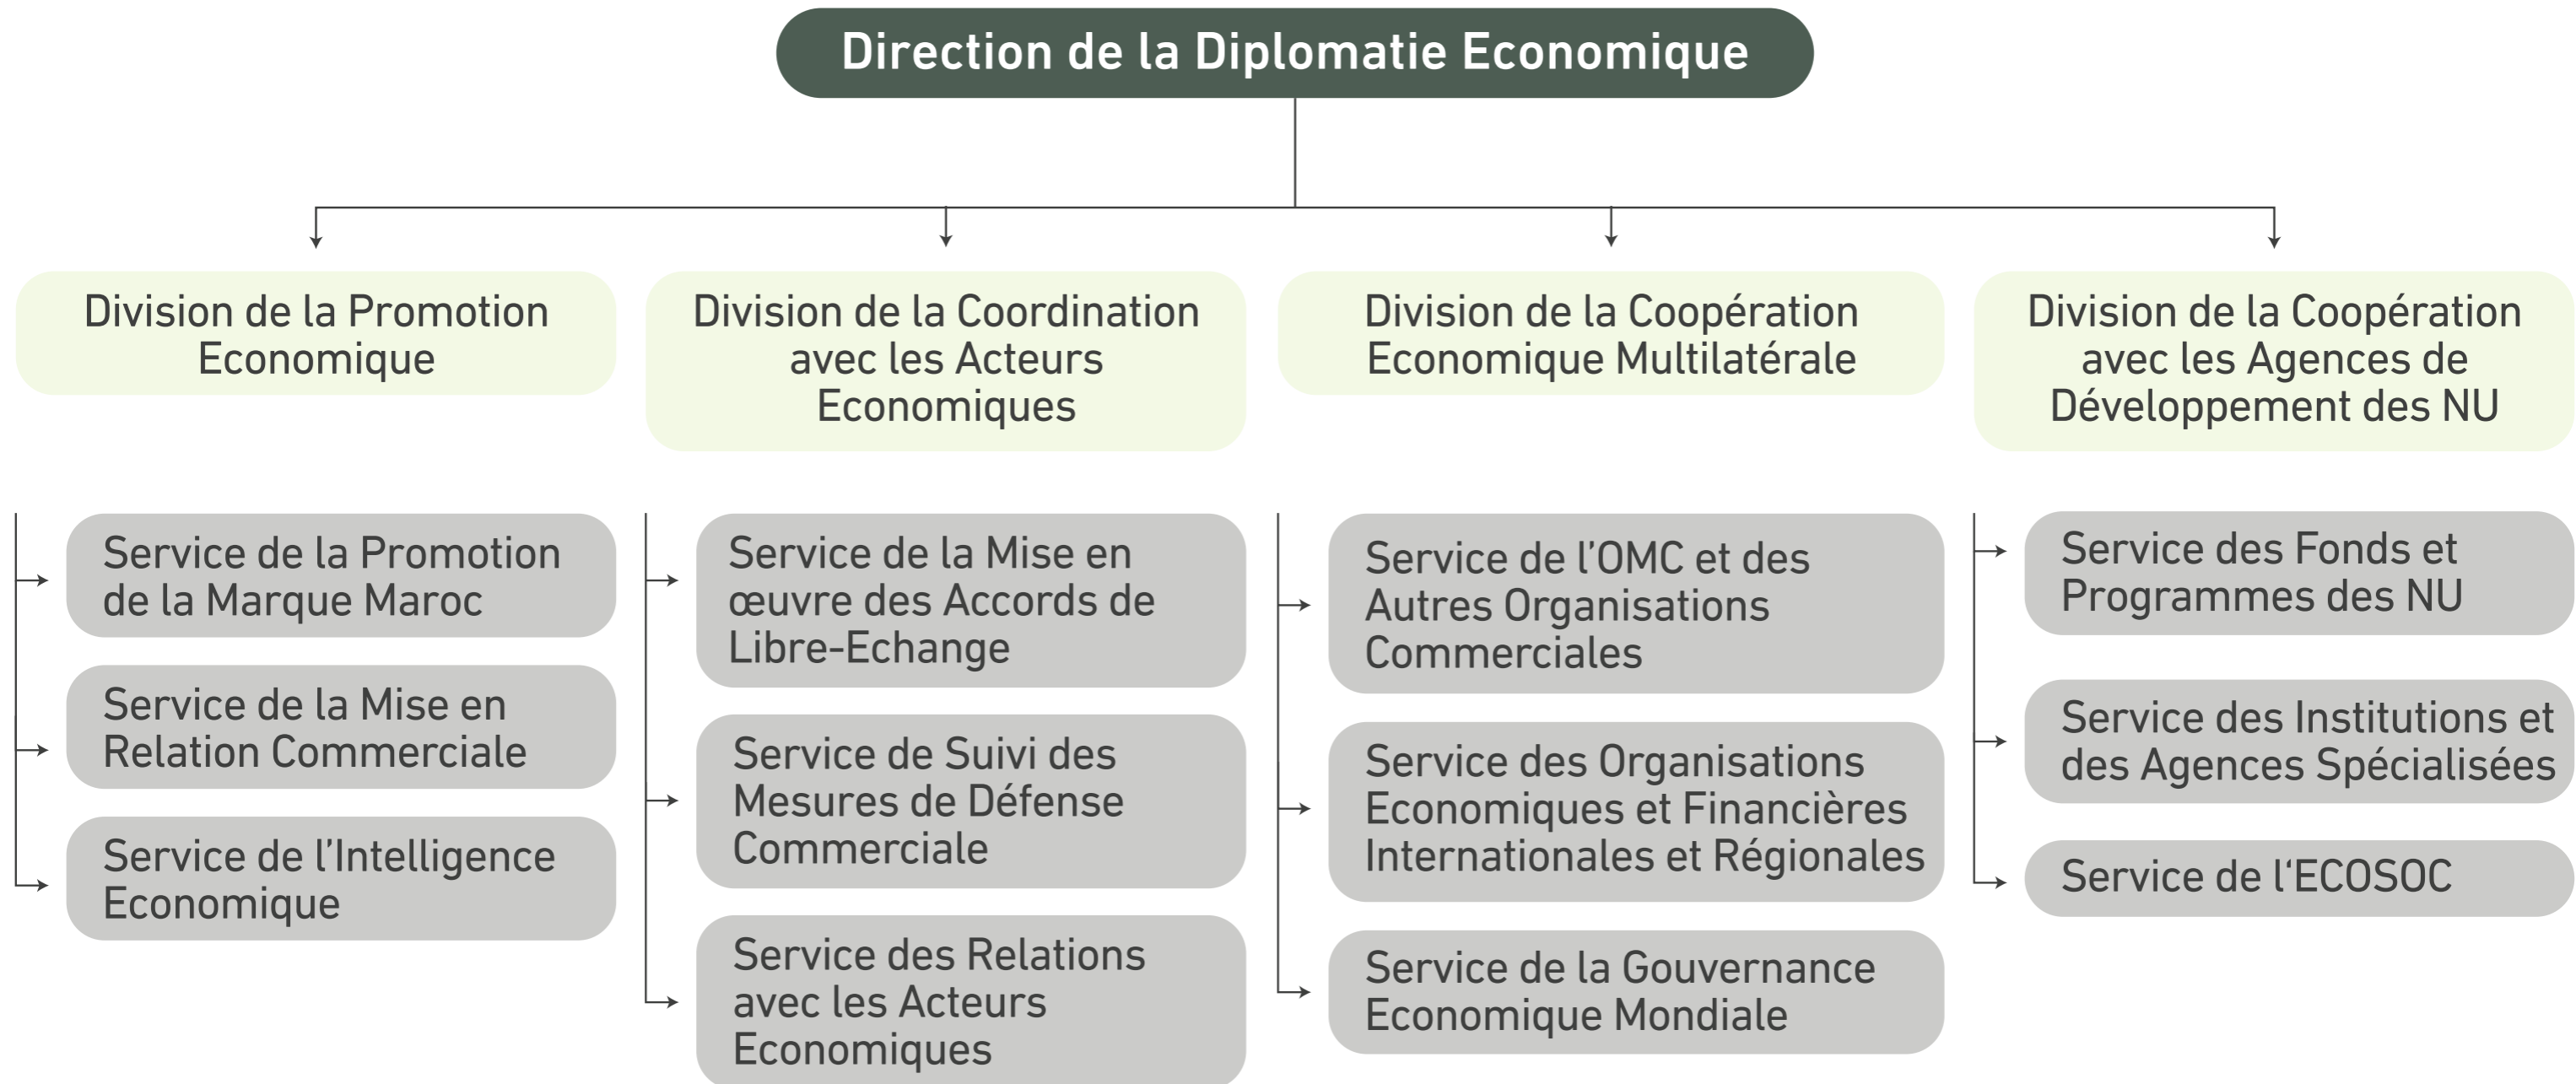 Direction de la Diplomatie Economique
Division de la Promotion
Economique
Service de la Promotion
de la Marque Maroc
Service de la Mise en
Relation Commerciale
Service de l’Intelligence
Economique
Division de la Coordination
avec les Acteurs
Economiques
Service de la Mise en
œuvre des Accords de
Libre-Echange
Service de Suivi des
Mesures de Défense
Commerciale
Service des Relations
avec les Acteurs
Economiques
Division de la Coopération
Economique Multilatérale
Service de l’OMC et des
Autres Organisations
Commerciales
Service des Organisations
Economiques et Financières
Internationales et Régionales
Service de la Gouvernance
Economique Mondiale
Division de la Coopération
avec les Agences de
Développement des NU
Service des Fonds et
Programmes des NU
Service des Institutions et
des Agences Spécialisées
Service de l‘ECOSOC